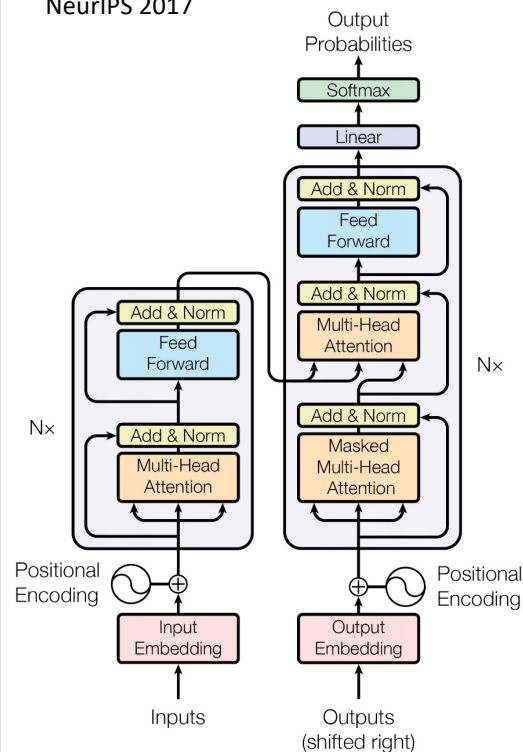 NeurIPS 2017
Output
Probabilities
Softmax
Linear
Add & Norm
Feed
Forward
Add & Norm
Multi-Head
Attention
Nx
Add & Norm
Masked
Multi-Head
Attention
Add & Norm
Feed
Forward
Nx
Add & Norm
Multi-Head
Attention
Positional
Encoding
Positional
Encoding
Input
Embedding
Output
Embedding
Inputs
Outputs
(shifted right)